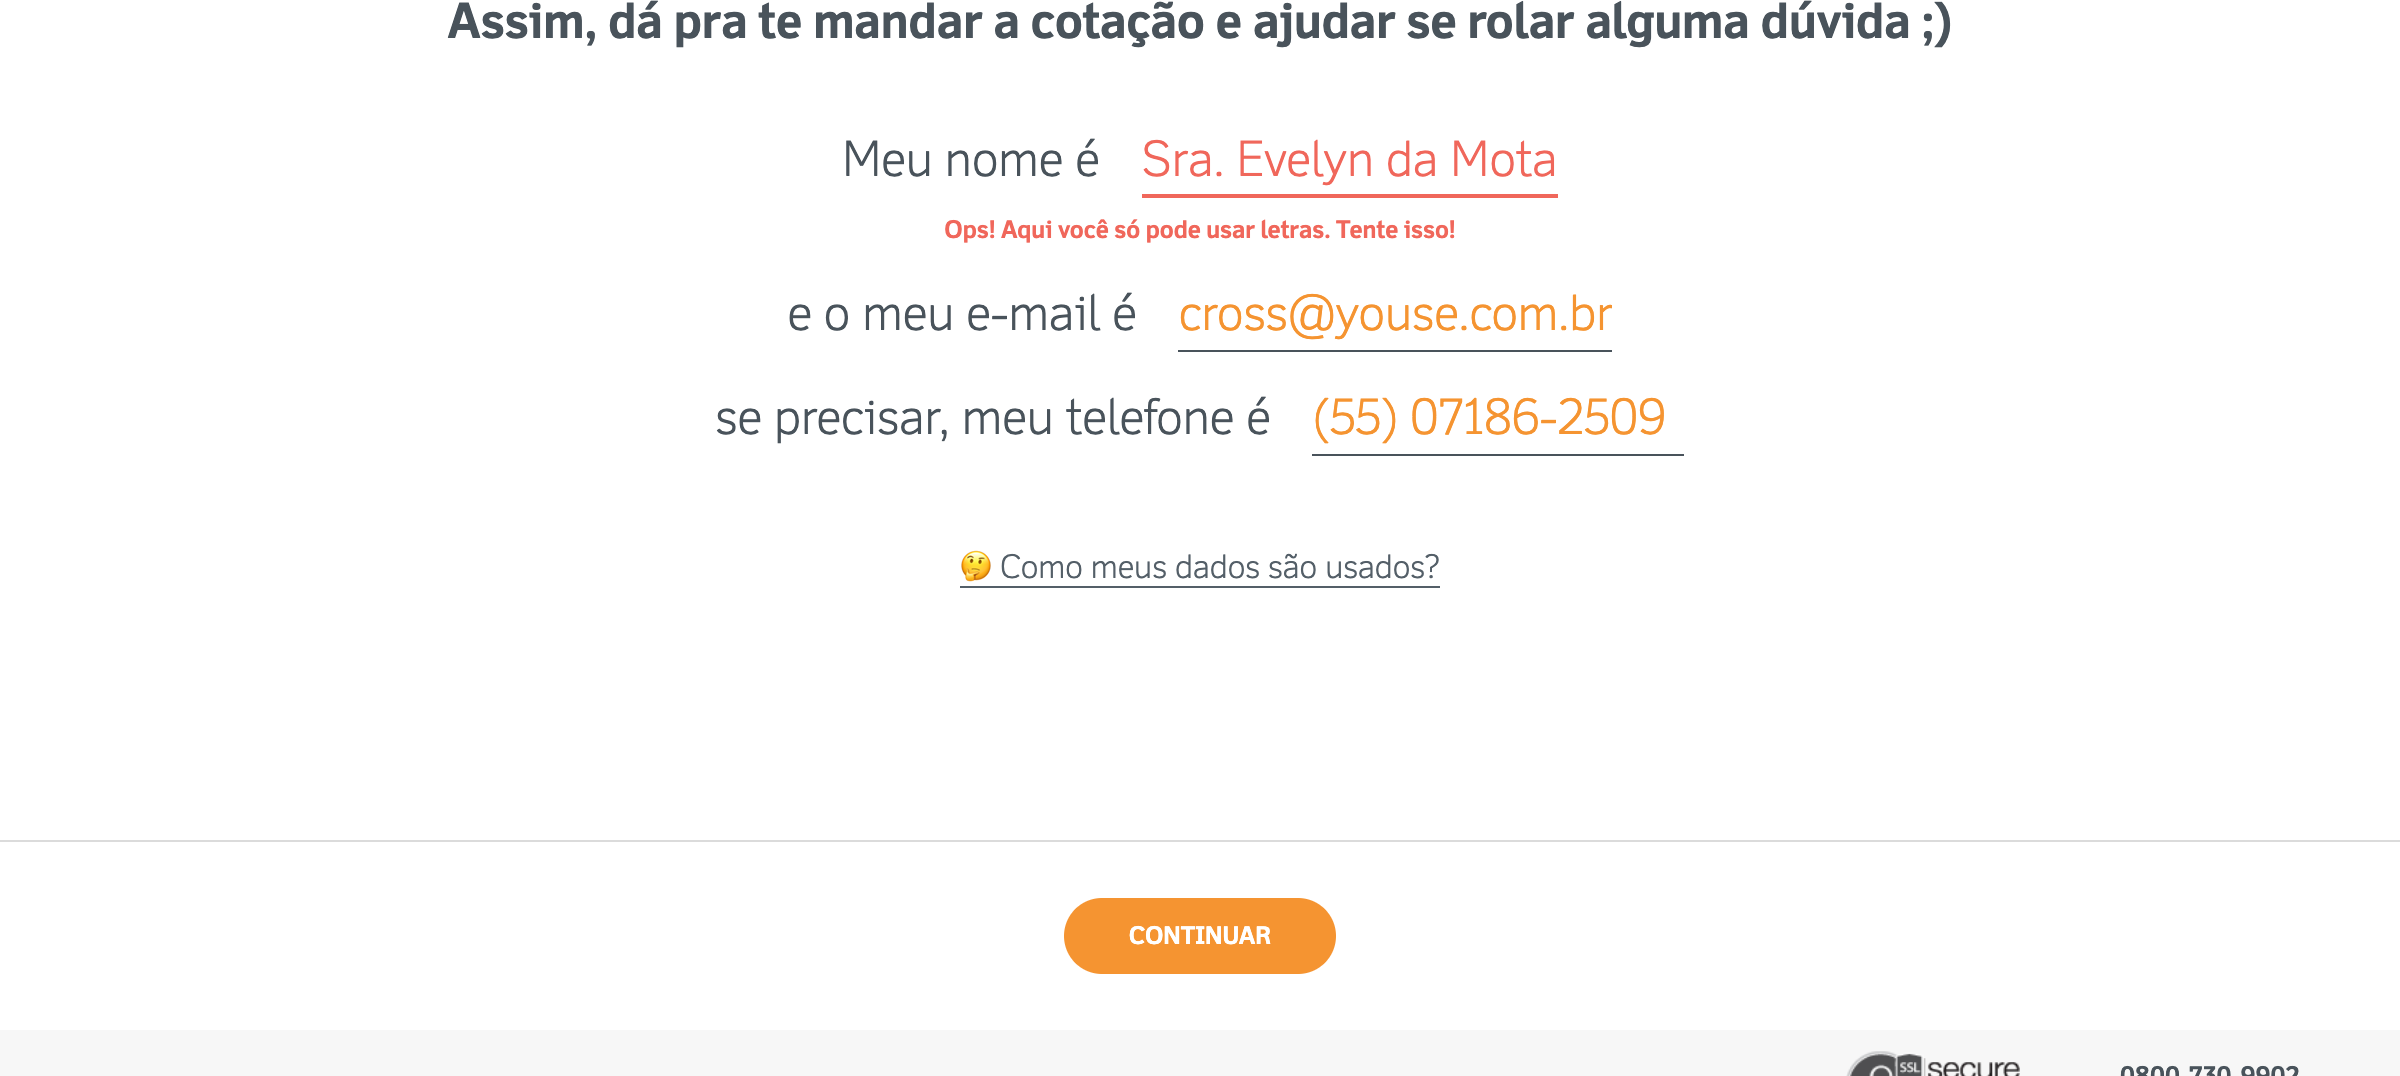 Assim, dá pra te mandar a cotação e ajudar se rolar alguma dúvida ;)
Meu nome é Sra. Evelyn da Mota
Ops! Aqui você só pode usar letras. Tente isso!
e o meu e-mail é cross@youse.com.br
se precisar, meu telefone é (55) 07186-2509
🤔 Como meus dados são usados?
CONTINUAR
SSL secure
0800 730 9902